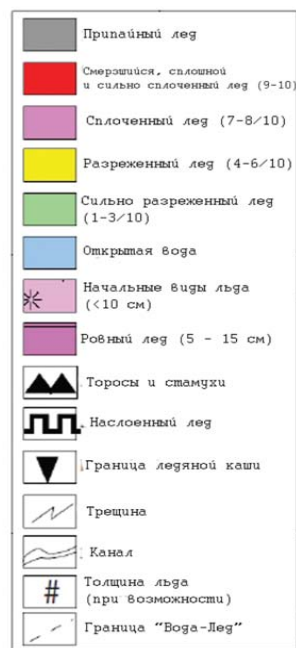 Припайный лед
Смерзшийся, сплошной
и сильно сплоченный лед (9-10)
Сплоченный лед (7-8/10)
Разреженный лед (4-6/10)
Сильно разреженный лед
(1-3/10)
Открытая вода
Начальные виды льда
(<10 см)
Ровный лед (5 - 15 см)
Торосы и стамухи
Наслоенный лед
Граница ледяной каши
Трещина
Канал
#
Толщина льда
(при возможности)
Граница "Вода-Лед"